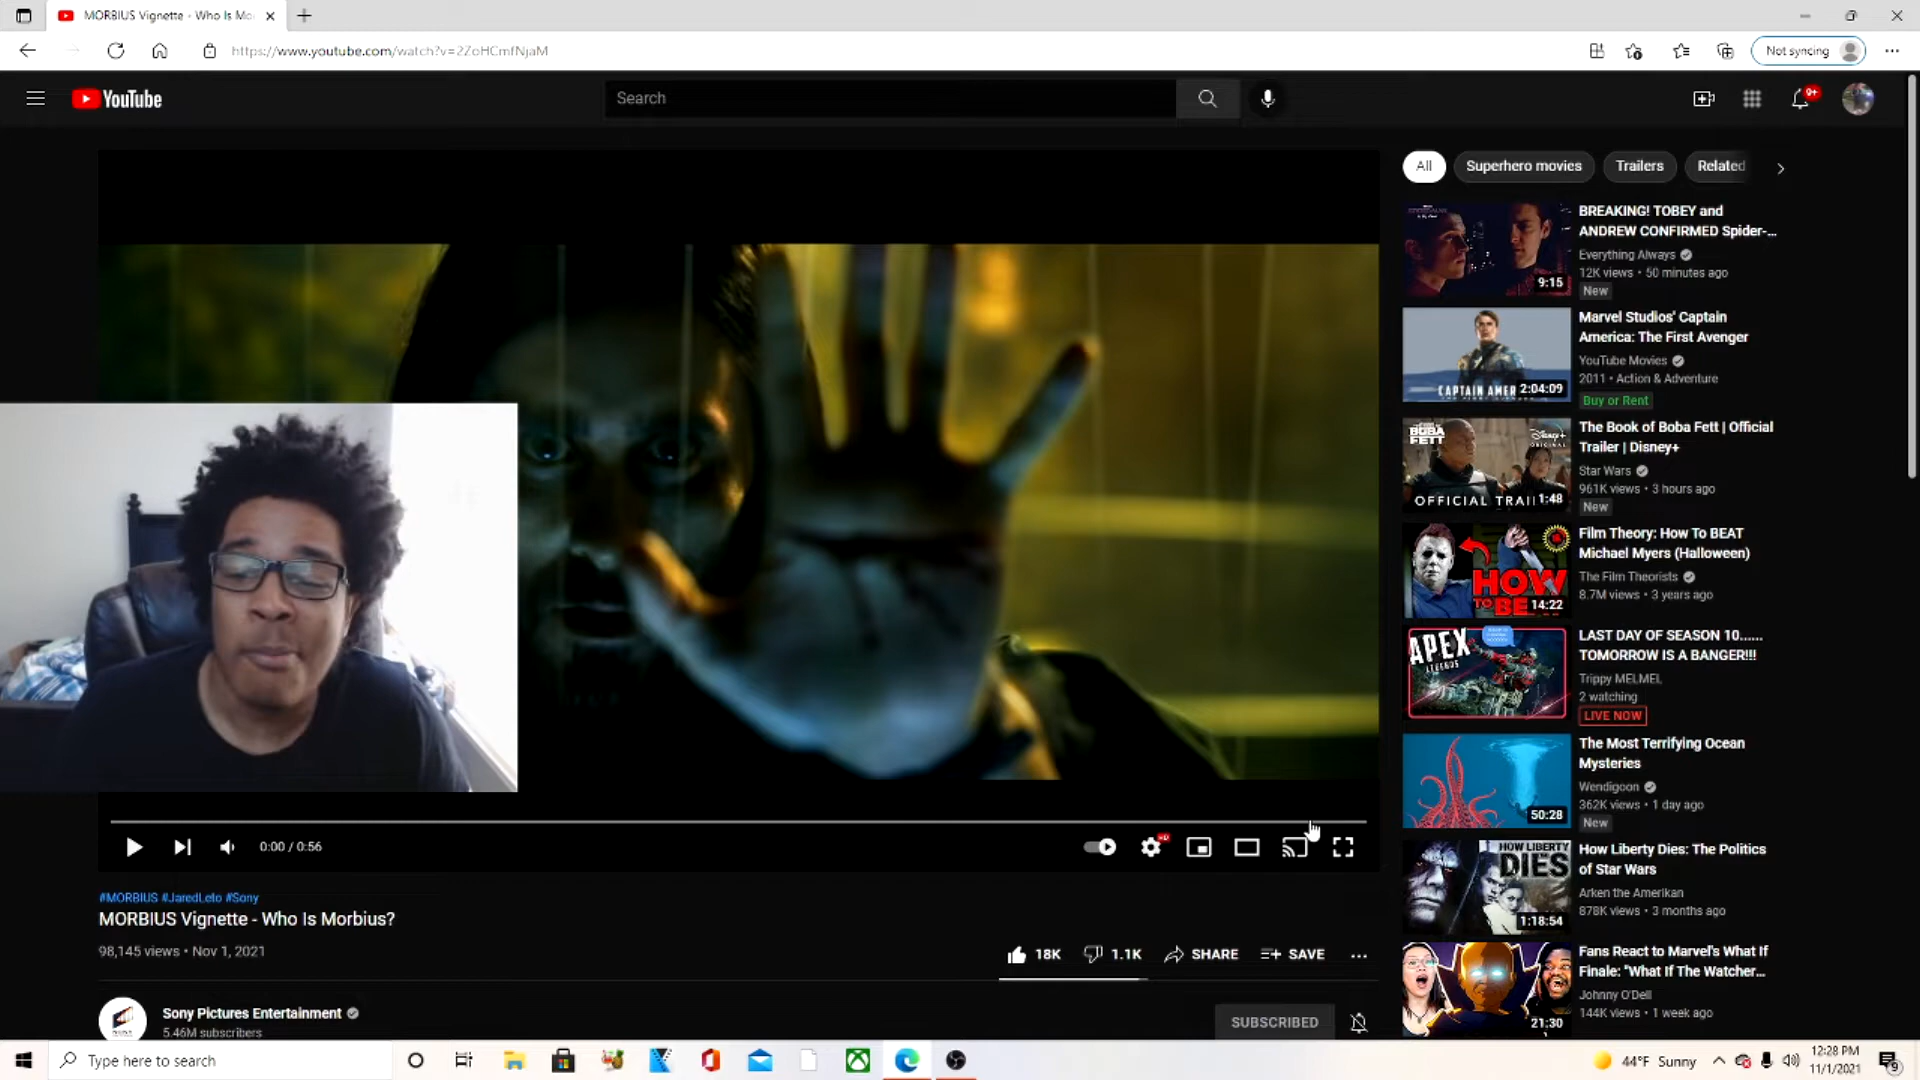 MORBIUS Vignette - Who Is Mo
https://www.youtube.com/watch?v=2ZoHCmfNjaM
Not syncing
YouTube
Search
9+
All
Superhero movies
Trailers
Related
BREAKING! TOBEY and
ANDREW CONFIRMED Spider-...
Everything Always
12K views • 50 minutes ago
New
9:15
Marvel Studios' Captain
America: The First Avenger
YouTube Movies
2011 • Action & Adventure
Buy or Rent
CAPTAIN AMER
2:04:09
The Book of Boba Fett | Official
Trailer | Disney+
Star Wars
961K views • 3 hours ago
New
BOBA
FETT
Disney+
ORIGINAL
OFFICIAL TRAI
1:48
Film Theory: How To BEAT
Michael Myers (Halloween)
The Film Theorists
8.7M views • 3 years ago
HOW
TO BE
14:22
LAST DAY OF SEASON 10......
TOMORROW IS A BANGER!!!
Trippy MELMEL
2 watching
LIVE NOW
APEX
LEGENDS
The Most Terrifying Ocean
Mysteries
Wendigoon
362K views • 1 day ago
New
50:28
How Liberty Dies: The Politics
of Star Wars
Arken the Amerikan
878K views • 3 months ago
HOW LIBERTY
DIES
1:18:54
Fans React to Marvel's What If
Finale: "What If The Watcher...
Johnny O'Dell
144K views • 1 week ago
21:30
0:00 / 0:56
HD
#MORBIUS #JaredLeto #Sony
MORBIUS Vignette - Who Is Morbius?
98,145 views • Nov 1, 2021
18K
1.1K
SHARE
SAVE
Sony Pictures Entertainment
5.46M subscribers
SUBSCRIBED
Type here to search
44°F Sunny
12:28 PM
11/1/2021
9